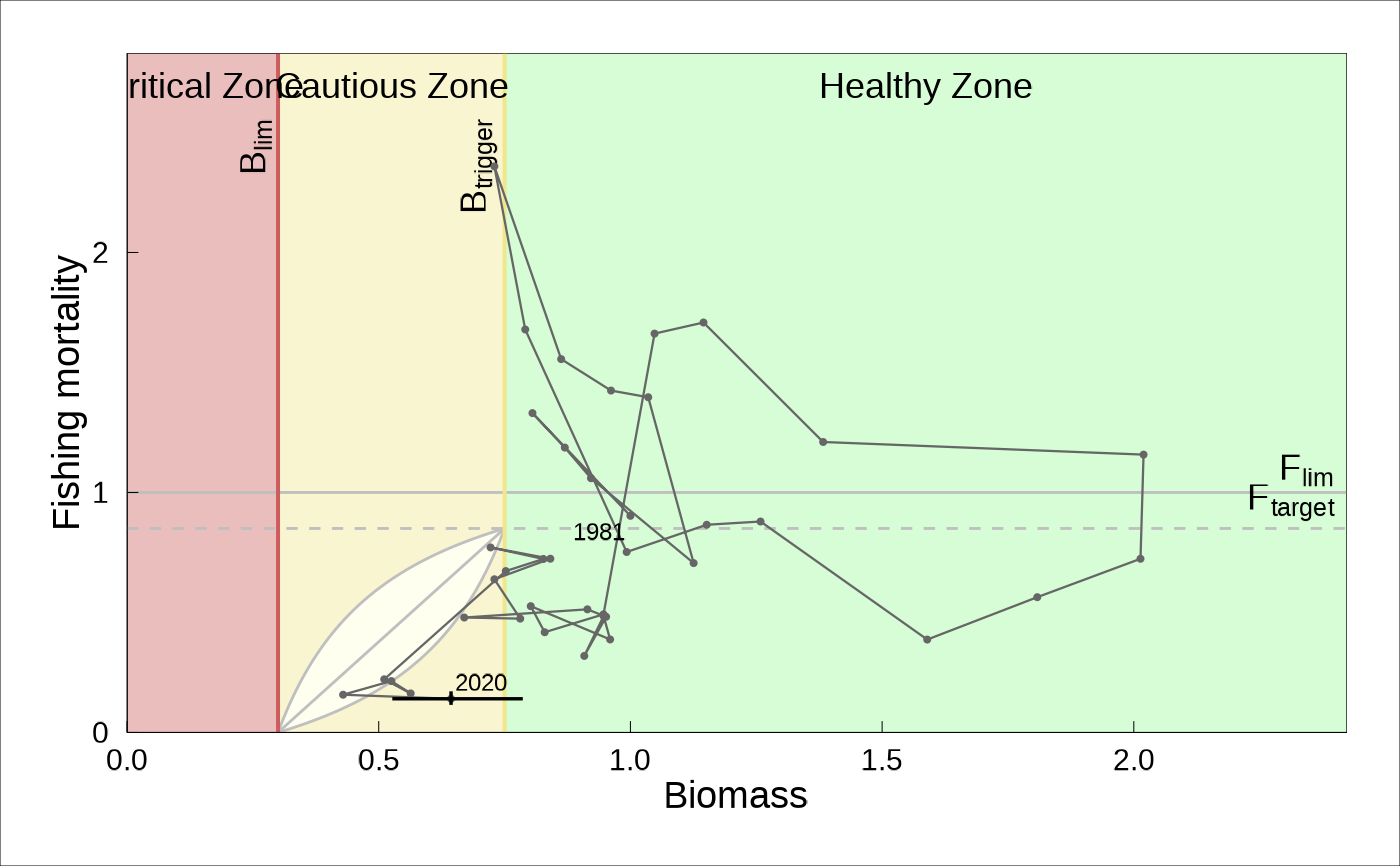 ritical Zone
Cautious Zone
Healthy Zone
Blim
Btrigger
Fishing mortality
2
1
0
Flim
Ftarget
1981
2020
0.0
0.5
1.0
1.5
2.0
Biomass